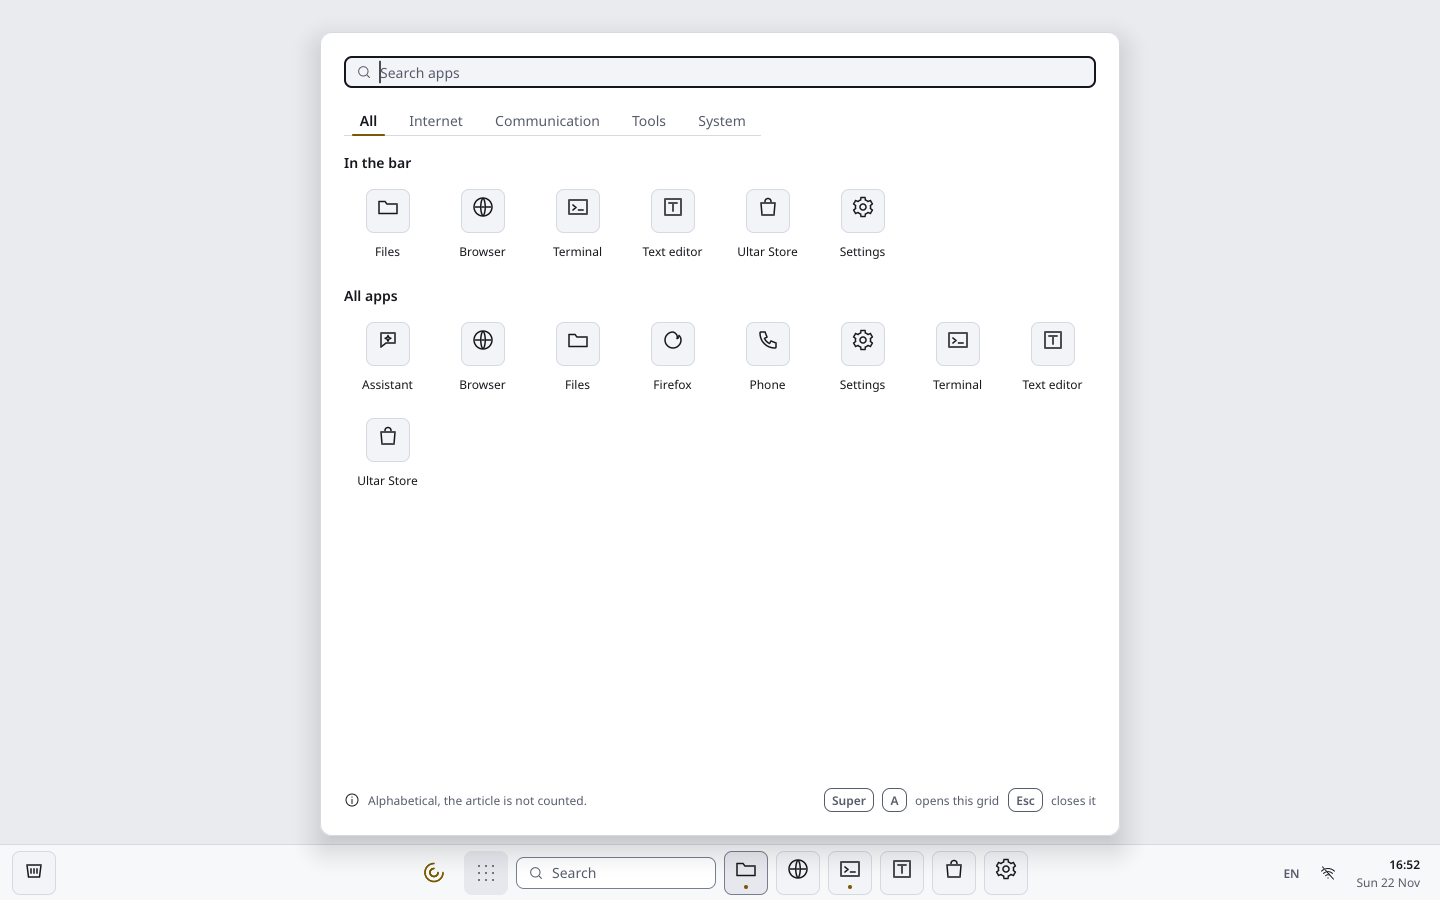 Search apps
All Internet Communication Tools System
In the bar
Files Browser Terminal Text editor Ultar Store Settings
All apps
Assistant Browser Files Firefox Phone Settings Terminal Text editor
Ultar Store
Alphabetical, the article is not counted. Super A opens this grid Esc closes it
Search EN 16:52
Sun 22 Nov